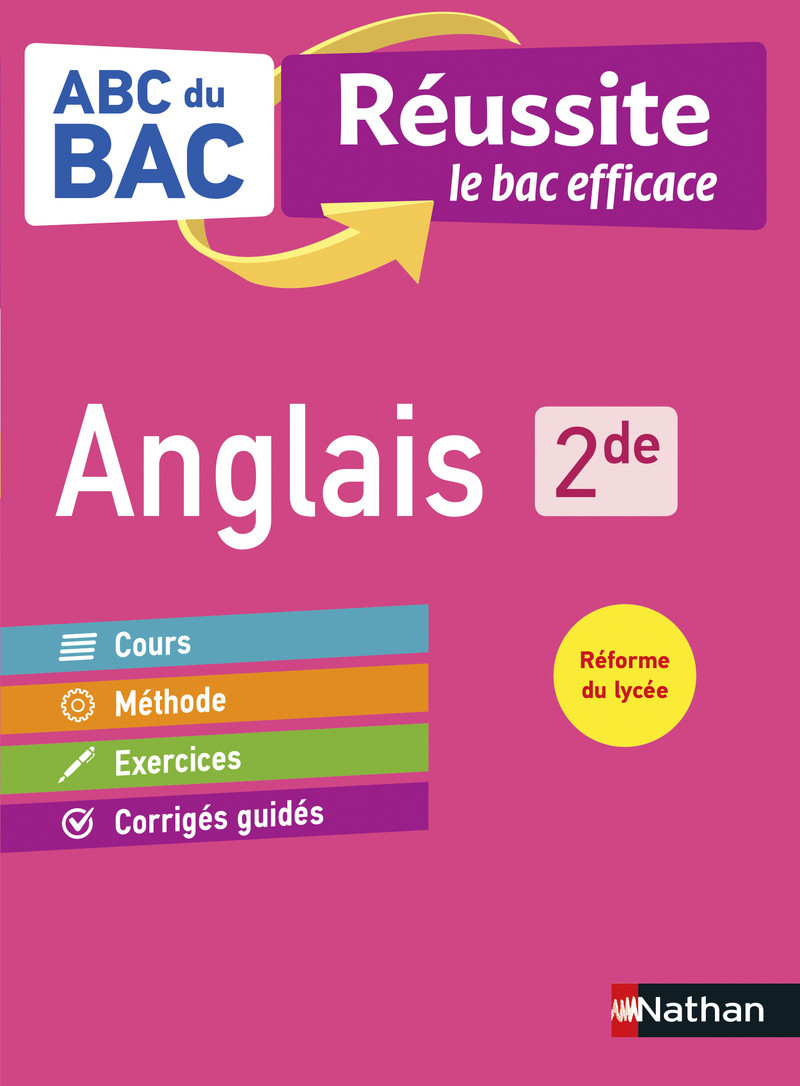 ABC du
BAC
Réussite
le bac efficace
Anglais
2de
Cours
Méthode
Exercices
Corrigés guidés
Réforme
du lycée
Nathan